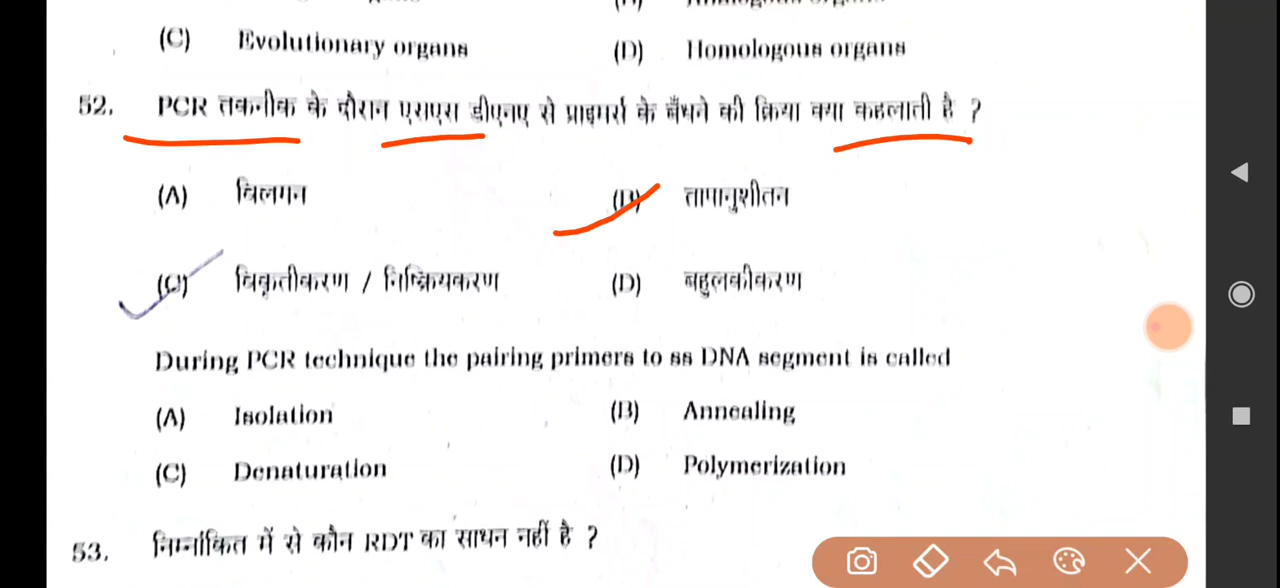 (C) Evolutionary organs (D) Homologous organs
52. PCR तकनीक के दौरान एसएस डीएनए से प्राइमर्स के बँधने की क्रिया क्या कहलाती है ?
(A) विलगन (B) तापानुशीतन
(C) विकृतीकरण / निष्क्रियकरण (D) बहुलकीकरण
During PCR technique the pairing primers to ss DNA segment is called
(A) Isolation (B) Annealing
(C) Denaturation (D) Polymerization
53. निम्नांकित में से कौन RDT का साधन नहीं है ?